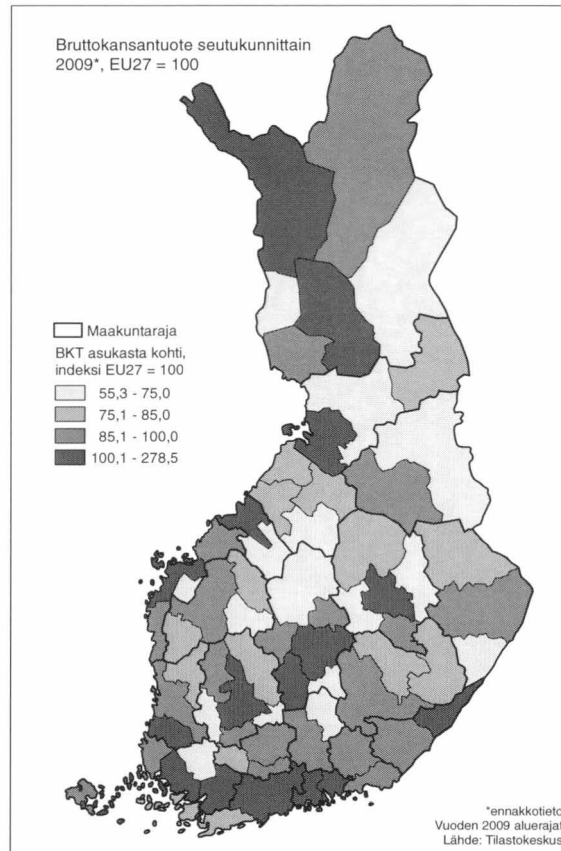 Bruttokansantuote seutukunnittain
2009*, EU27 = 100
Maakuntaraja
BKT asukasta kohti,
indeksi EU27 = 100
55,3 - 75,0
75,1 - 85,0
85,1 - 100,0
100,1 - 278,5
*ennakkotieto
Vuoden 2009 aluerajat
Lähde: Tilastokeskus